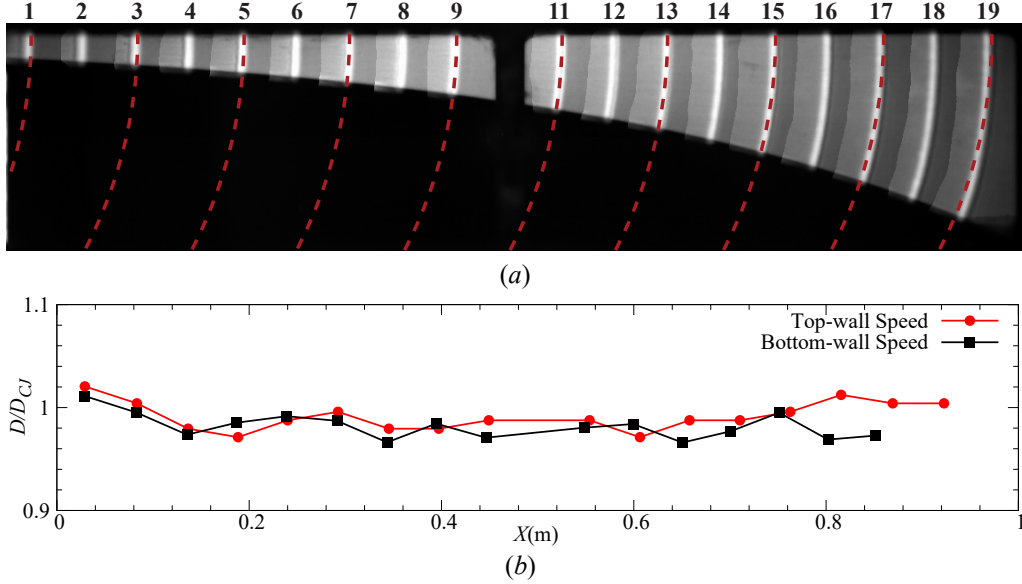 1 2 3 4 5 6 7 8 9 11 12 13 14 15 16 17 18 19
(a)
1.1
Top-wall Speed
Bottom-wall Speed
D/D_CJ
1
0.9
0 0.2 0.4 0.6 0.8 1
X(m)
(b)